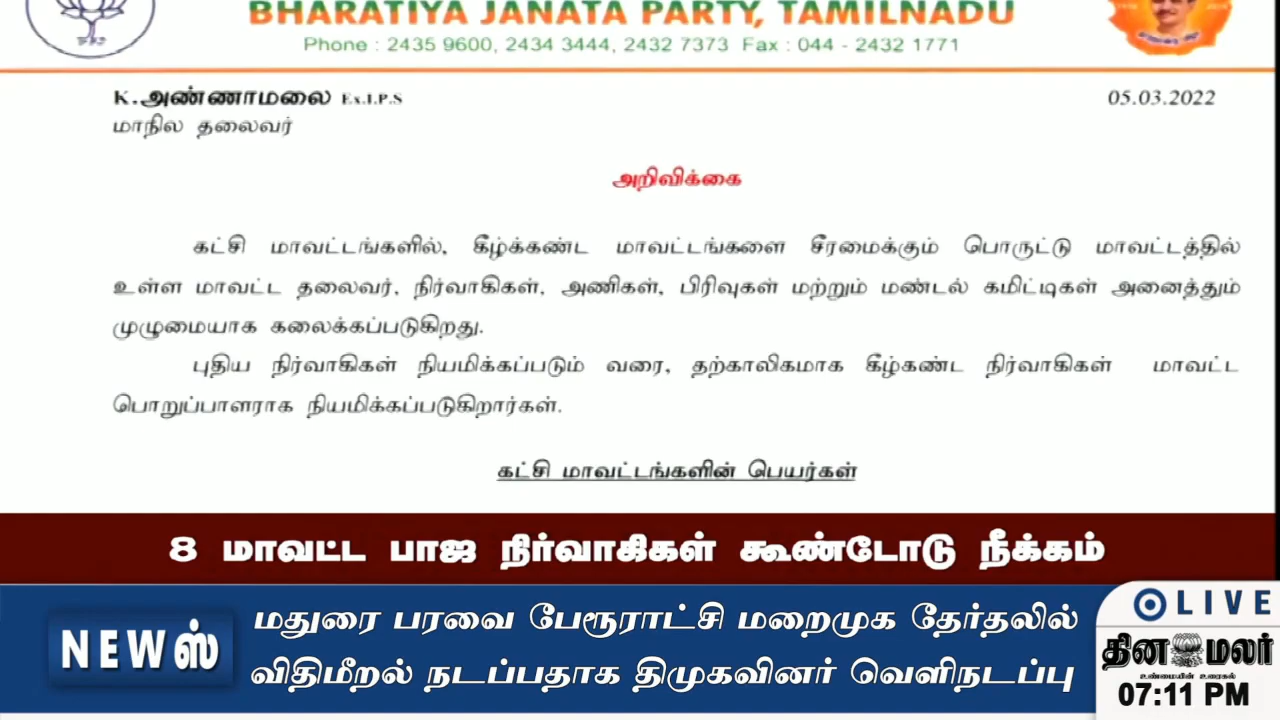 BHARATIYA JANATA PARTY, TAMILNADU
Phone : 2435 9600, 2434 3444, 2432 7373 Fax : 044 - 2432 1771
K.அண்ணாமலை Ex.I.P.S
05.03.2022
மாநில தலைவர்
அறிவிக்கை
கட்சி மாவட்டங்களில், கீழ்க்கண்ட மாவட்டங்களை சீரமைக்கும் பொருட்டு மாவட்டத்தில்
உள்ள மாவட்ட தலைவர், நிர்வாகிகள், அணிகள், பிரிவுகள் மற்றும் மண்டல் கமிட்டிகள் அனைத்தும்
முழுமையாக கலைக்கப்படுகிறது.
புதிய நிர்வாகிகள் நியமிக்கப்படும் வரை, தற்காலிகமாக கீழ்கண்ட நிர்வாகிகள் மாவட்ட
பொறுப்பாளராக நியமிக்கப்படுகிறார்கள்.
கட்சி மாவட்டங்களின் பெயர்கள்
8 மாவட்ட பாஜ நிர்வாகிகள் கூண்டோடு நீக்கம்
NEWஸ்
மதுரை பரவை பேரூராட்சி மறைமுக தேர்தலில்
விதிமீறல் நடப்பதாக திமுகவினர் வெளிநடப்பு
LIVE
தினமலர்
உண்மையின் உரைகல்
07:11 PM